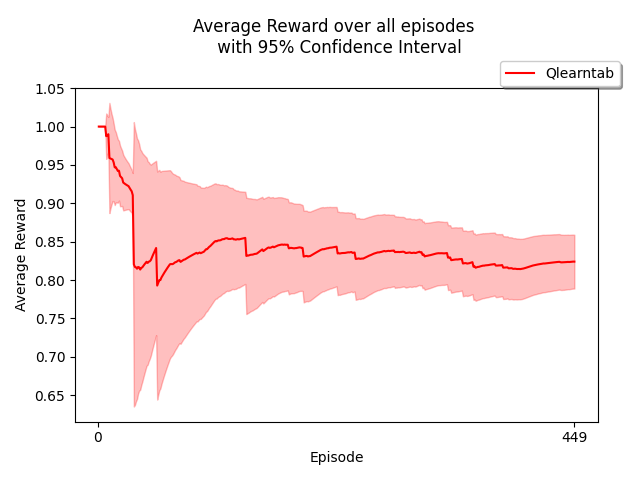 Average Reward over all episodes
with 95% Confidence Interval
Qlearntab
1.05
1.00
0.95
0.90
0.85
0.80
0.75
0.70
0.65
Average Reward
0
449
Episode